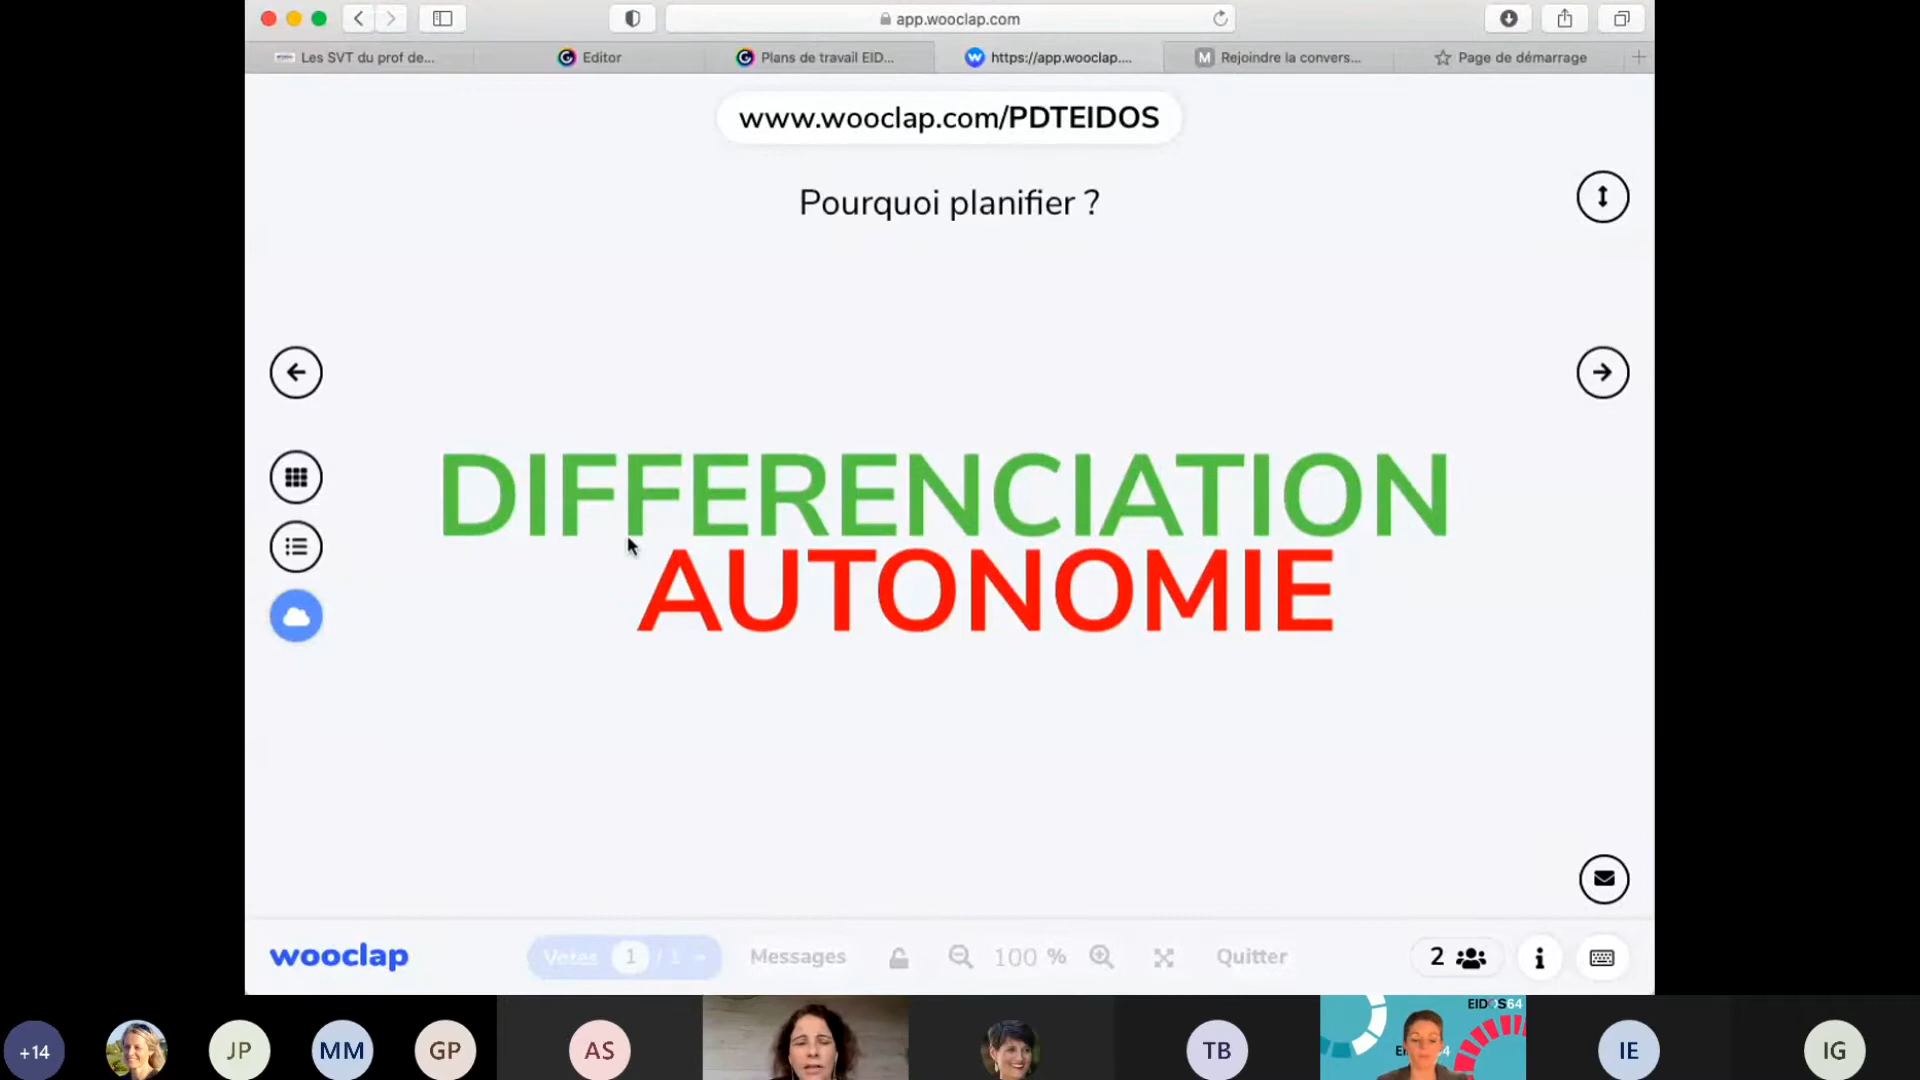 app.wooclap.com
Les SVT du prof de...
Editor
Plans de travail EID...
https://app.wooclap....
M Rejoindre la convers...
Page de démarrage
www.wooclap.com/PDTEIDOS
Pourquoi planifier ?
DIFFERENCIATION
AUTONOMIE
wooclap
Votes 1 / 1
Messages
100 %
Quitter
2
+14
JP
MM
GP
AS
TB
EIDOS64
IE
IG